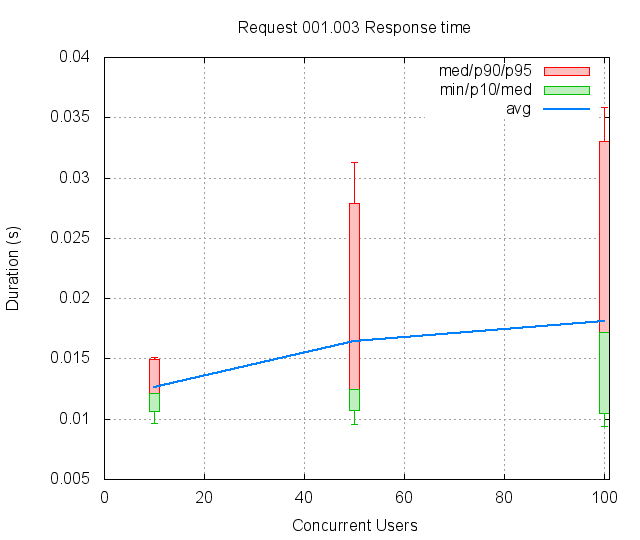 Request 001.003 Response time
0.04
0.035
0.03
0.025
0.02
0.015
0.01
0.005
Duration (s)
med/p90/p95
min/p10/med
avg
0 20 40 60 80 100
Concurrent Users